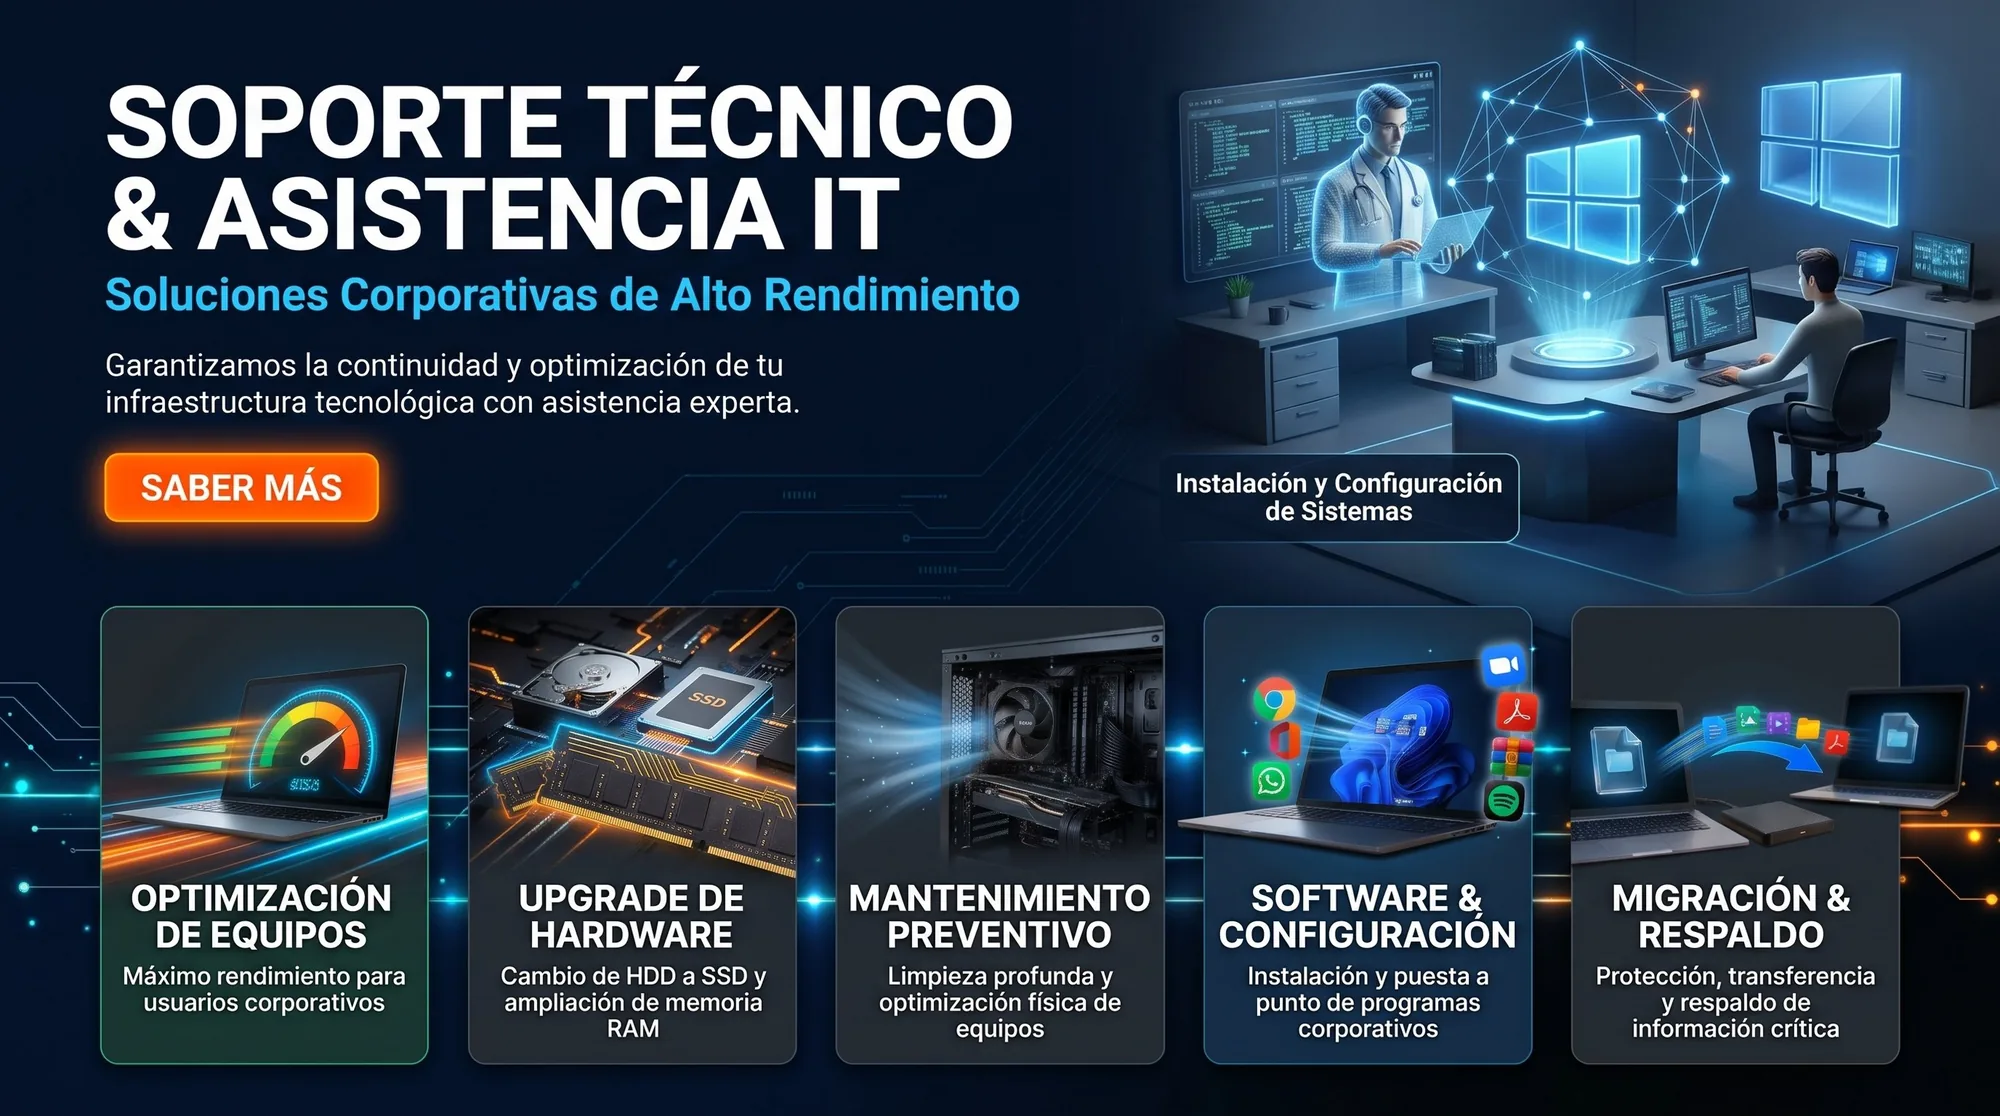 SOPORTE TÉCNICO
& ASISTENCIA IT
Soluciones Corporativas de Alto Rendimiento
Garantizamos la continuidad y optimización de tu
infraestructura tecnológica con asistencia experta.
SABER MÁS
Instalación y Configuración
de Sistemas
SSD
OPTIMIZACIÓN
DE EQUIPOS
Máximo rendimiento para
usuarios corporativos
UPGRADE DE
HARDWARE
Cambio de HDD a SSD y
ampliación de memoria
RAM
MANTENIMIENTO
PREVENTIVO
Limpieza profunda y
optimización física de
equipos
SOFTWARE &
CONFIGURACIÓN
Instalación y puesta a
punto de programas
corporativos
MIGRACIÓN &
RESPALDO
Protección, transferencia
y respaldo de
información crítica